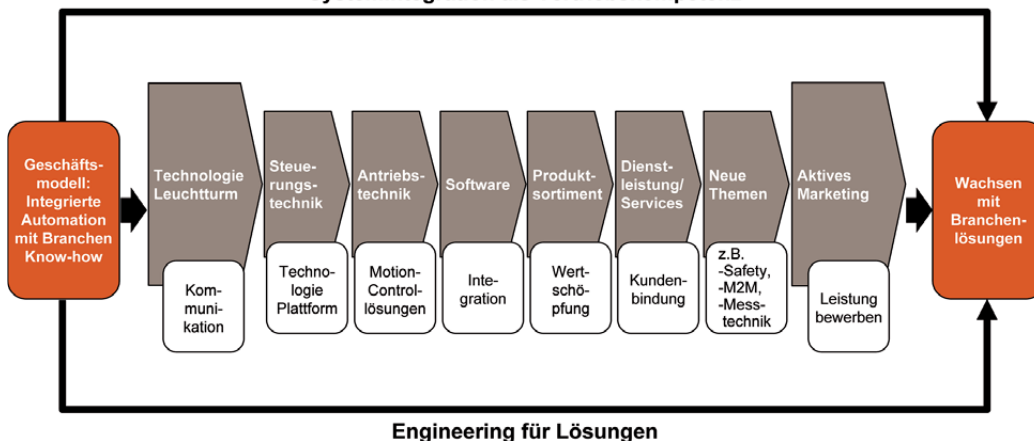 Geschäfts-
modell:
Integrierte
Automation
mit Branchen
Know-how
Technologie
Leuchtturm
Kom-
muni-
kation
Steue-
rungs-
technik
Techno-
logie
Plattform
Antriebs-
technik
Motion-
Control-
lösungen
Software
Inte-
gration
Produkt-
sortiment
Wert-
schö-
pfung
Dienst-
leistung/
Services
Kunden-
bindung
Neue
Themen
z.B.
-Safety,
-M2M,
-Mess-
technik
Aktives
Marketing
Leistung
bewerben
Wachsen
mit
Branchen-
lösungen
Engineering für Lösungen